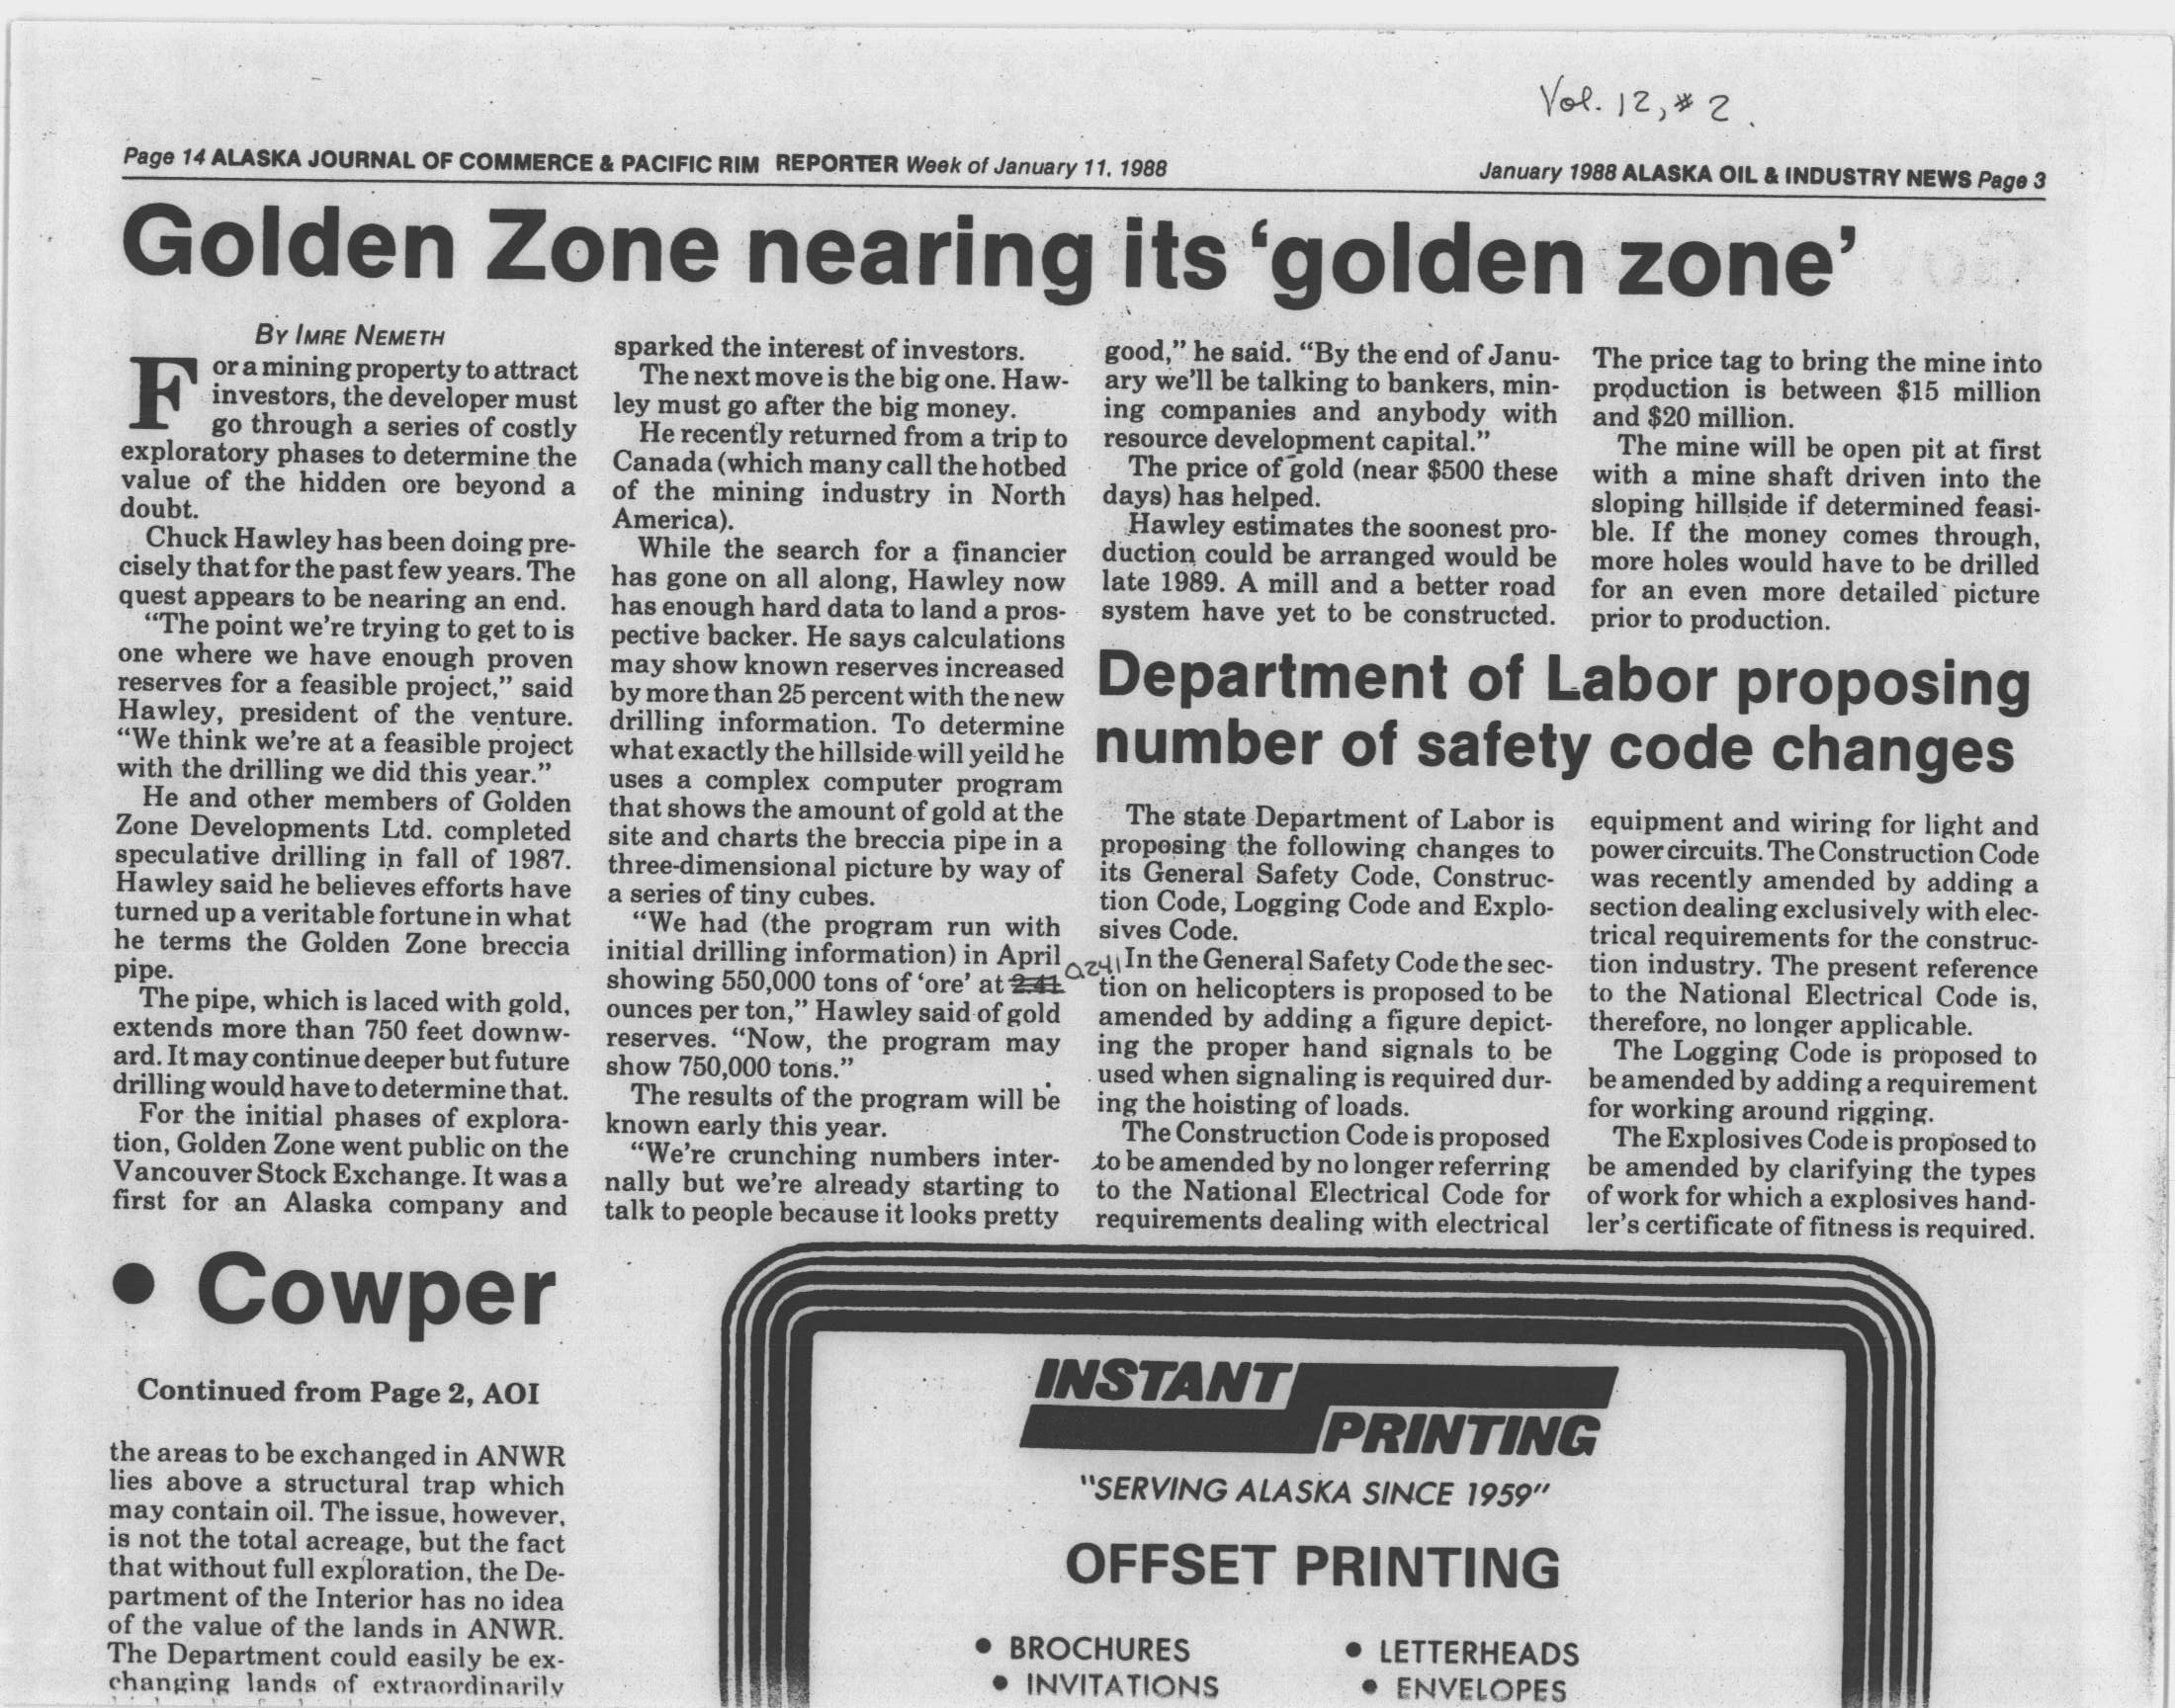 Vol. 12, # 2.
Page 14 ALASKA JOURNAL OF COMMERCE & PACIFIC RIM REPORTER Week of January 11, 1988
January 1988 ALASKA OIL & INDUSTRY NEWS Page 3
Golden Zone nearing its ‘golden zone’
BY IMRE NEMETH
For a mining property to attract
investors, the developer must
go through a series of costly
exploratory phases to determine the
value of the hidden ore beyond a
doubt.
Chuck Hawley has been doing pre-
cisely that for the past few years. The
quest appears to be nearing an end.
“The point we’re trying to get to is
one where we have enough proven
reserves for a feasible project,” said
Hawley, president of the venture.
“We think we’re at a feasible project
with the drilling we did this year.”
He and other members of Golden
Zone Developments Ltd. completed
speculative drilling in fall of 1987.
Hawley said he believes efforts have
turned up a veritable fortune in what
he terms the Golden Zone breccia
pipe.
The pipe, which is laced with gold,
extends more than 750 feet downw-
ard. It may continue deeper but future
drilling would have to determine that.
For the initial phases of explora-
tion, Golden Zone went public on the
Vancouver Stock Exchange. It was a
first for an Alaska company and
sparked the interest of investors.
The next move is the big one. Haw-
ley must go after the big money.
He recently returned from a trip to
Canada (which many call the hotbed
of the mining industry in North
America).
While the search for a financier
has gone on all along, Hawley now
has enough hard data to land a pros-
pective backer. He says calculations
may show known reserves increased
by more than 25 percent with the new
drilling information. To determine
what exactly the hillside will yeild he
uses a complex computer program
that shows the amount of gold at the
site and charts the breccia pipe in a
three-dimensional picture by way of
a series of tiny cubes.
“We had (the program run with
initial drilling information) in April
showing 550,000 tons of ‘ore’ at 2.41 0.241
ounces per ton,” Hawley said of gold
reserves. “Now, the program may
show 750,000 tons.”
The results of the program will be
known early this year.
“We’re crunching numbers inter-
nally but we’re already starting to
talk to people because it looks pretty
good,” he said. “By the end of Janu-
ary we’ll be talking to bankers, min-
ing companies and anybody with
resource development capital.”
The price of gold (near $500 these
days) has helped.
Hawley estimates the soonest pro-
duction could be arranged would be
late 1989. A mill and a better road
system have yet to be constructed.
The price tag to bring the mine into
production is between $15 million
and $20 million.
The mine will be open pit at first
with a mine shaft driven into the
sloping hillside if determined feasi-
ble. If the money comes through,
more holes would have to be drilled
for an even more detailed picture
prior to production.
Department of Labor proposing
number of safety code changes
The state Department of Labor is
proposing the following changes to
its General Safety Code, Construc-
tion Code, Logging Code and Explo-
sives Code.
In the General Safety Code the sec-
tion on helicopters is proposed to be
amended by adding a figure depict-
ing the proper hand signals to be
used when signaling is required dur-
ing the hoisting of loads.
The Construction Code is proposed
to be amended by no longer referring
to the National Electrical Code for
requirements dealing with electrical
equipment and wiring for light and
power circuits. The Construction Code
was recently amended by adding a
section dealing exclusively with elec-
trical requirements for the construc-
tion industry. The present reference
to the National Electrical Code is,
therefore, no longer applicable.
The Logging Code is proposed to
be amended by adding a requirement
for working around rigging.
The Explosives Code is proposed to
be amended by clarifying the types
of work for which a explosives hand-
ler’s certificate of fitness is required.
• Cowper
Continued from Page 2, AOI
the areas to be exchanged in ANWR
lies above a structural trap which
may contain oil. The issue, however,
is not the total acreage, but the fact
that without full exploration, the De-
partment of the Interior has no idea
of the value of the lands in ANWR.
The Department could easily be ex-
changing lands of extraordinarily
INSTANT
PRINTING
"SERVING ALASKA SINCE 1959"
OFFSET PRINTING
• BROCHURES
• LETTERHEADS
• INVITATIONS
• ENVELOPES